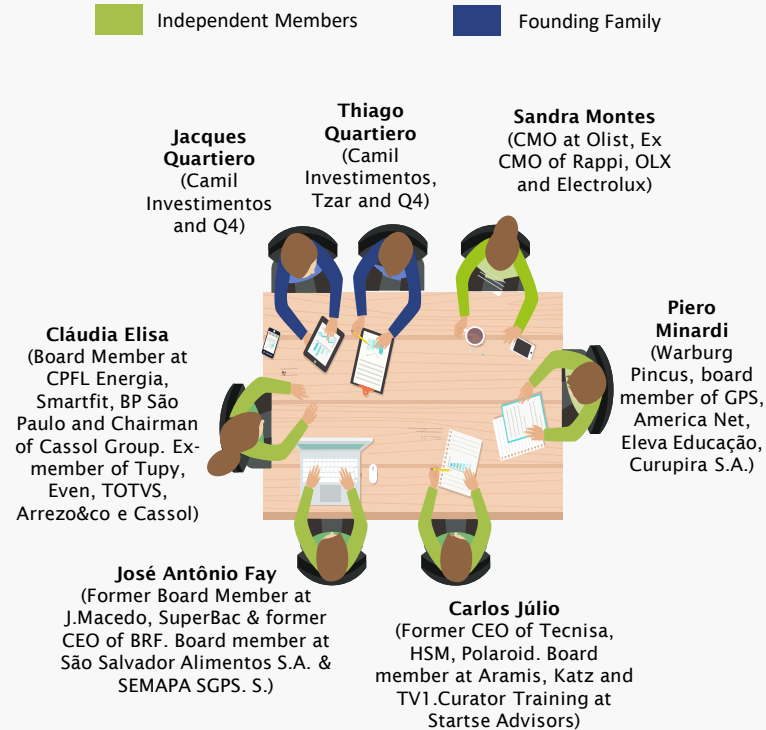 Independent Members
Founding Family
Jacques
Quartiero
(Camil
Investimentos
and Q4)
Thiago
Quartiero
(Camil
Investimentos,
Tzar and Q4)
Sandra Montes
(CMO at Olist, Ex
CMO of Rappi, OLX
and Electrolux)
Cláudia Elisa
(Board Member at
CPFL Energia,
Smartfit, BP São
Paulo and Chairman
of Cassol Group. Ex-
member of Tupy,
Even, TOTVS,
Arrezo&co e Cassol)
Piero
Minardi
(Warburg
Pincus, board
member of GPS,
America Net,
Eleva Educação,
Curupira S.A.)
José Antônio Fay
(Former Board Member at
J.Macedo, SuperBac & former
CEO of BRF. Board member at
São Salvador Alimentos S.A. &
SEMAPA SGPS. S.)
Carlos Júlio
(Former CEO of Tecnisa,
HSM, Polaroid. Board
member at Aramis, Katz and
TV1.Curator Training at
Startse Advisors)